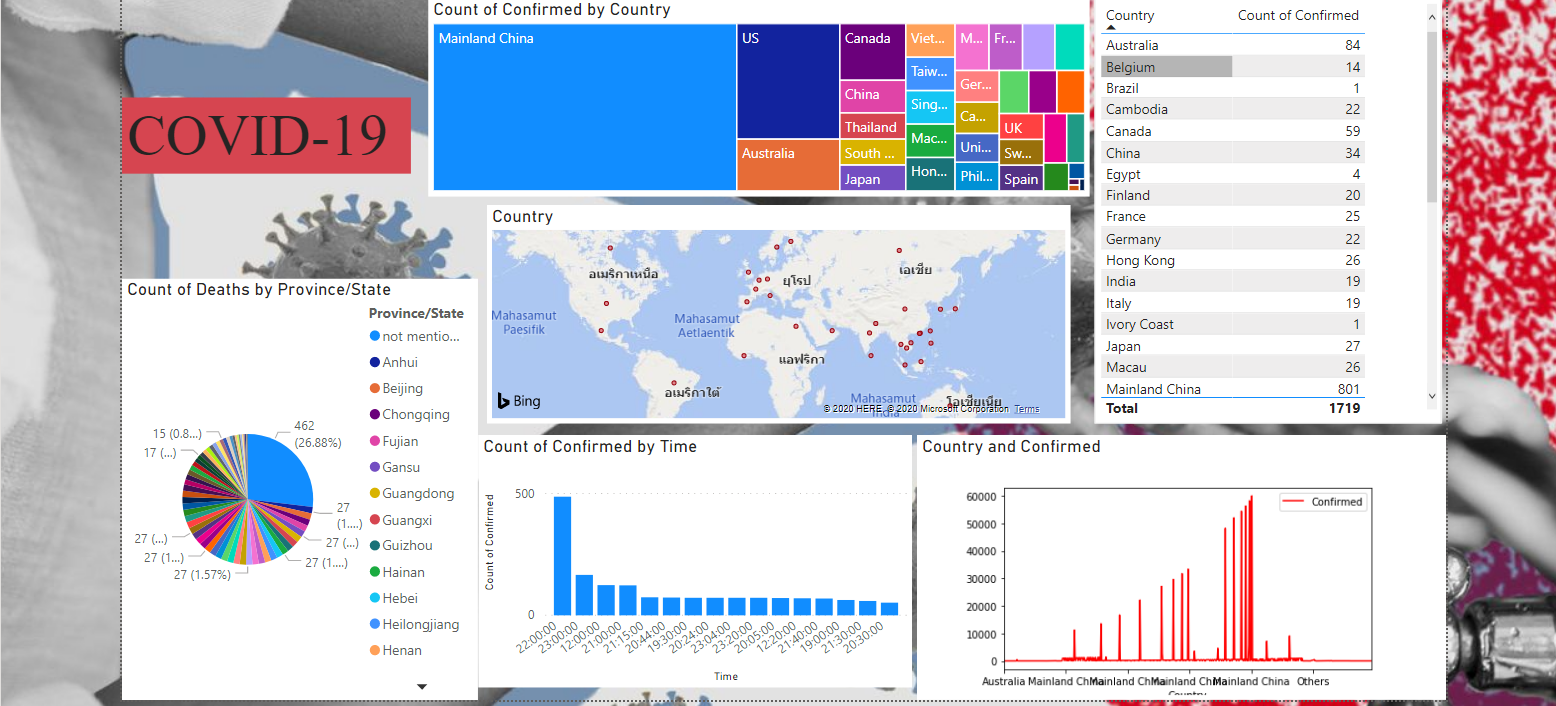 COVID-19
Count of Confirmed by Country
Mainland China
US
Australia
Canada
China
Thailand
South ...
Japan
Viet...
Taiw...
Sing...
Mac...
Hon...
M...
Fr...
Ger...
Ca...
Uni...
Phil...
UK
Sw...
Spain
Country Count of Confirmed
Australia 84
Belgium 14
Brazil 1
Cambodia 22
Canada 59
China 34
Egypt 4
Finland 20
France 25
Germany 22
Hong Kong 26
India 19
Italy 19
Ivory Coast 1
Japan 27
Macau 26
Mainland China 801
Total 1719
Country
อเมริกาเหนือ
ยุโรป
เอเชีย
Mahasamut
Paesifik
Mahasamut
Aetlaentik
แอฟริกา
อเมริกาใต้
Mahasamut
India
โอเชียเนีย
Bing
© 2020 HERE, © 2020 Microsoft Corporation Terms
Count of Deaths by Province/State
Province/State
not mentio...
Anhui
Beijing
Chongqing
Fujian
Gansu
Guangdong
Guangxi
Guizhou
Hainan
Hebei
Heilongjiang
Henan
462
(26.88%)
27
(1....)
27 (...)
27 (1....)
27 (1.57%)
27 (1...)
27 (...)
17 (...)
15 (0.8...)
Count of Confirmed by Time
Count of Confirmed
500
0
22:00:00
23:00:00
12:00:00
21:00:00
21:15:00
20:44:00
19:30:00
20:24:00
23:04:00
23:20:00
20:05:00
12:20:00
21:40:00
19:00:00
21:30:00
20:30:00
Time
Country and Confirmed
Confirmed
60000
50000
40000
30000
20000
10000
0
Australia Mainland China Mainland China Mainland China Mainland China Others
Country